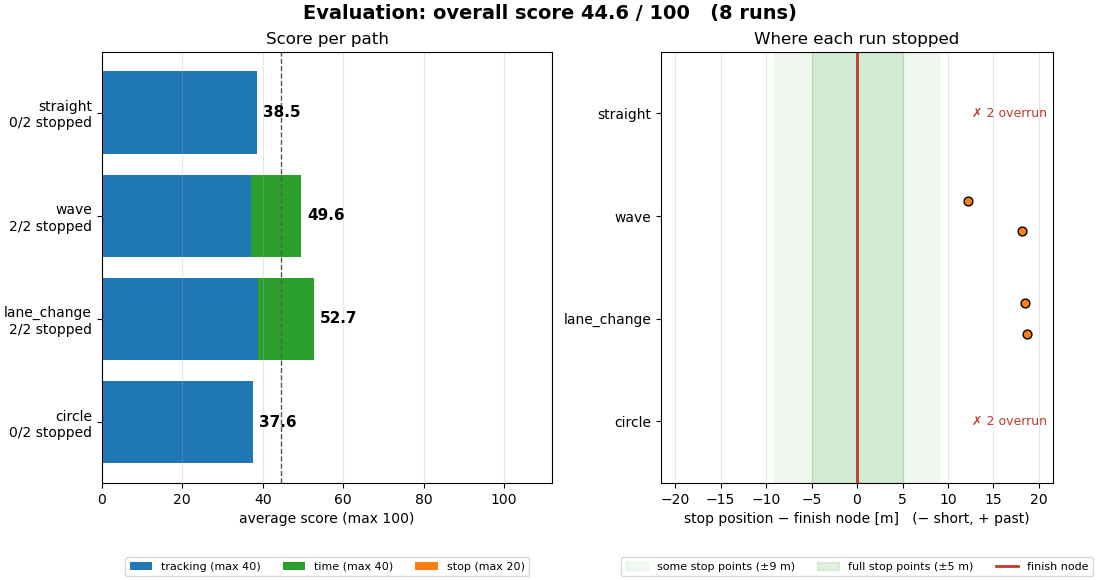 Evaluation: overall score 44.6 / 100   (8 runs)
Score per path
straight
0/2 stopped
38.5
wave
2/2 stopped
49.6
lane_change
2/2 stopped
52.7
circle
0/2 stopped
37.6
0 20 40 60 80 100
average score (max 100)
tracking (max 40) time (max 40) stop (max 20)
Where each run stopped
straight
✗ 2 overrun
wave
lane_change
circle
✗ 2 overrun
−20 −15 −10 −5 0 5 10 15 20
stop position − finish node [m]   (− short, + past)
some stop points (±9 m) full stop points (±5 m) finish node